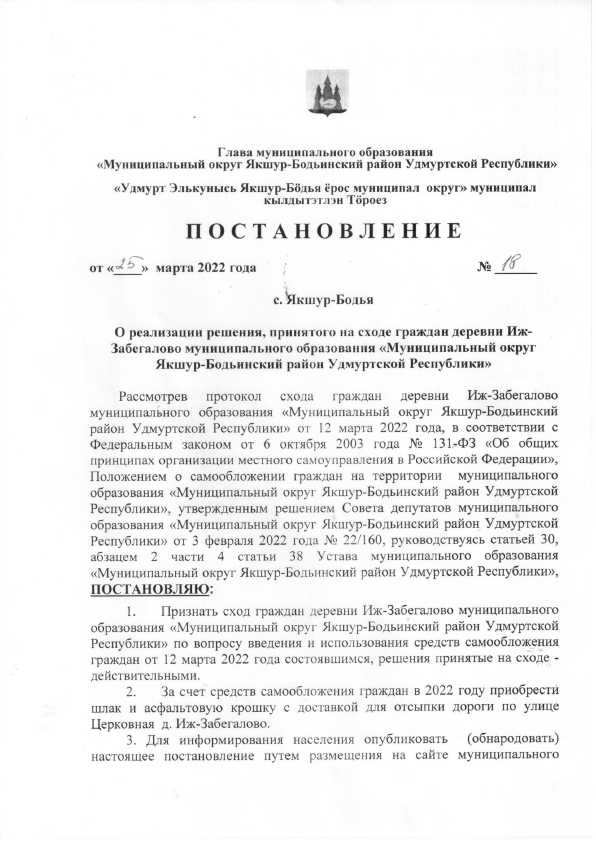 Глава муниципального образования
«Муниципальный округ Якшур-Бодьинский район Удмуртской Республики»
«Удмурт Элькунысь Якшур-Бӧдья ёрос муниципал округ» муниципал
кылдытэтлэн Тӧроез
ПОСТАНОВЛЕНИЕ
от «25» марта 2022 года № 18
с. Якшур-Бодья
О реализации решения, принятого на сходе граждан деревни Иж-
Забегалово муниципального образования «Муниципальный округ
Якшур-Бодьинский район Удмуртской Республики»
Рассмотрев протокол схода граждан деревни Иж-Забегалово
муниципального образования «Муниципальный округ Якшур-Бодьинский
район Удмуртской Республики» от 12 марта 2022 года, в соответствии с
Федеральным законом от 6 октября 2003 года № 131-ФЗ «Об общих
принципах организации местного самоуправления в Российской Федерации»,
Положением о самообложении граждан на территории муниципального
образования «Муниципальный округ Якшур-Бодьинский район Удмуртской
Республики», утвержденным решением Совета депутатов муниципального
образования «Муниципальный округ Якшур-Бодьинский район Удмуртской
Республики» от 3 февраля 2022 года № 22/160, руководствуясь статьей 30,
абзацем 2 части 4 статьи 38 Устава муниципального образования
«Муниципальный округ Якшур-Бодьинский район Удмуртской Республики»,
ПОСТАНОВЛЯЮ:
1. Признать сход граждан деревни Иж-Забегалово муниципального
образования «Муниципальный округ Якшур-Бодьинский район Удмуртской
Республики» по вопросу введения и использования средств самообложения
граждан от 12 марта 2022 года состоявшимся, решения принятые на сходе -
действительными.
2. За счет средств самообложения граждан в 2022 году приобрести
шлак и асфальтовую крошку с доставкой для отсыпки дороги по улице
Церковная д. Иж-Забегалово.
3. Для информирования населения опубликовать (обнародовать)
настоящее постановление путем размещения на сайте муниципального